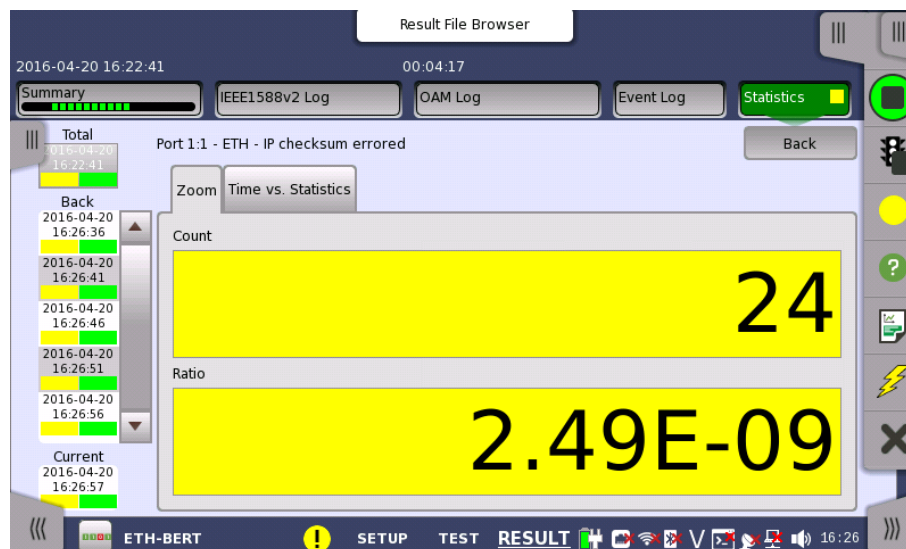 Result File Browser
2016-04-20 16:22:41 00:04:17
Summary IEEE1588v2 Log OAM Log Event Log Statistics
Total
2016-04-20
16:22:41
Port 1:1 - ETH - IP checksum errored
Back
Zoom Time vs. Statistics
Back
2016-04-20
16:26:36
2016-04-20
16:26:41
2016-04-20
16:26:46
2016-04-20
16:26:51
2016-04-20
16:26:56
Current
2016-04-20
16:26:57
Count
24
Ratio
2.49E-09
ETH-BERT ! SETUP TEST RESULT V 16:26